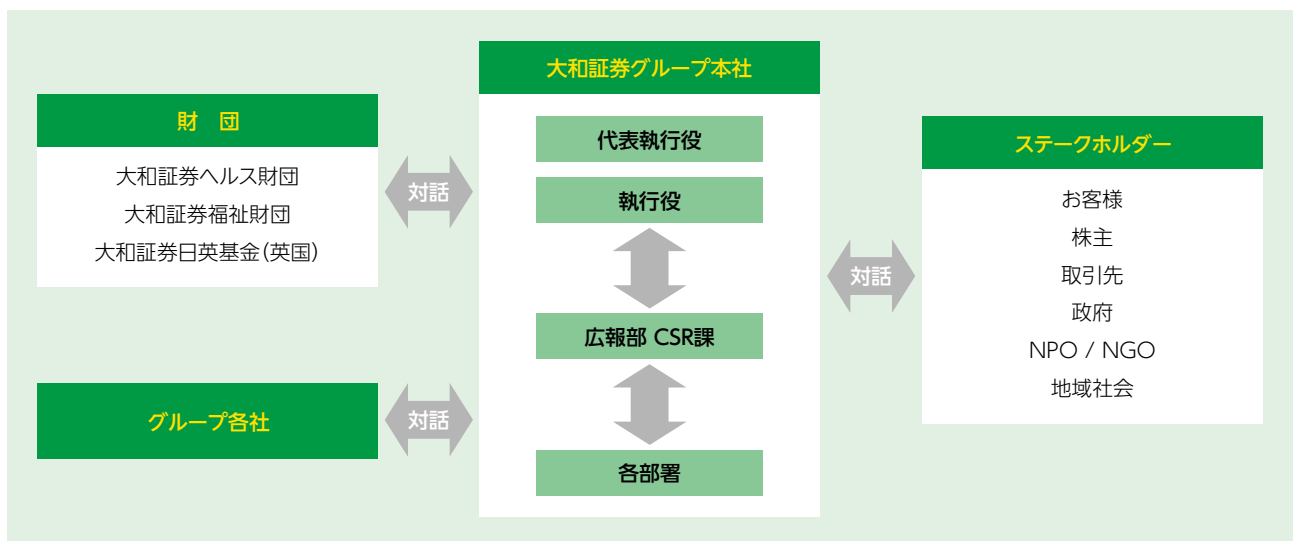 財　団
大和証券ヘルス財団
大和証券福祉財団
大和証券日英基金（英国）
対話
グループ各社
対話
大和証券グループ本社
代表執行役
執行役
広報部 CSR課
各部署
対話
ステークホルダー
お客様
株主
取引先
政府
NPO / NGO
地域社会